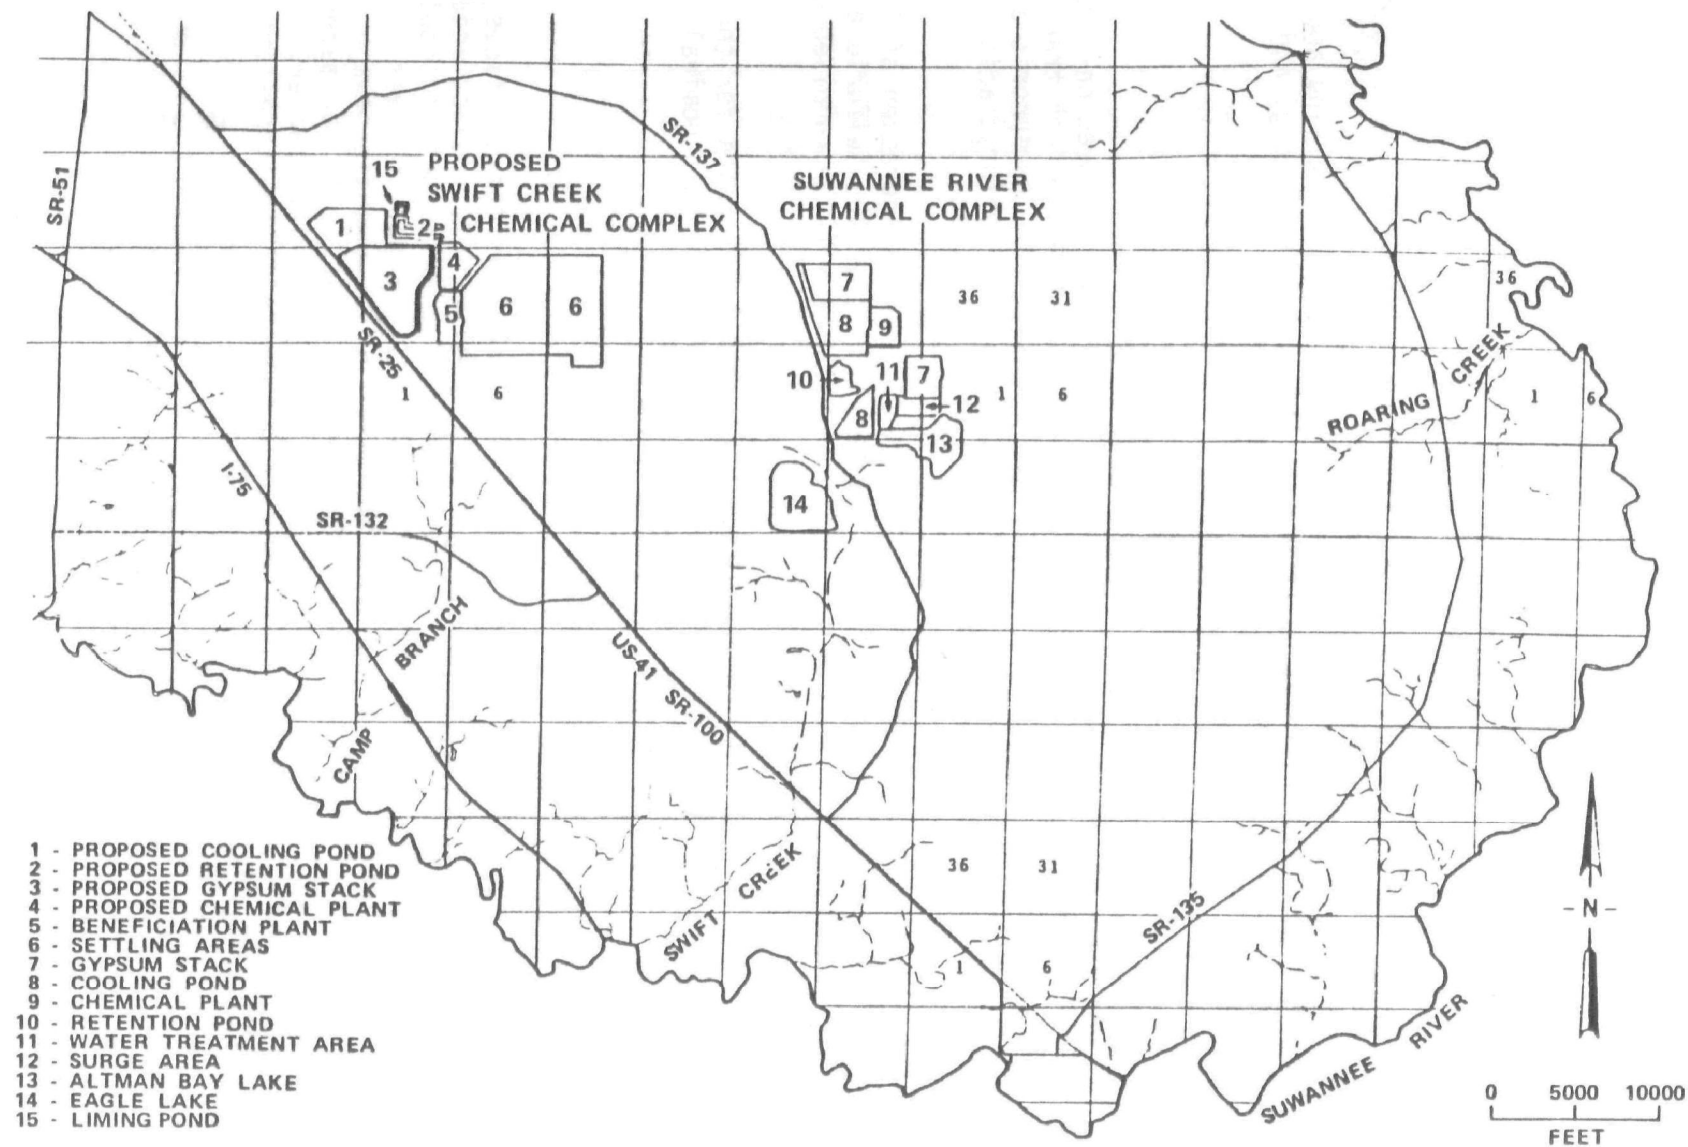 SR-51
SR-137
15
PROPOSED
SWIFT CREEK
CHEMICAL COMPLEX
SUWANNEE RIVER
CHEMICAL COMPLEX
1
2
3
4
5
6
6
7
8
9
36
31
36
SR-25
1
6
10
11
7
12
8
13
1
6
ROARING CREEK
1
6
I-75
14
SR-132
CAMP BRANCH
US-41
SR-100
SWIFT CREEK
36
31
1
6
SR-135
SUWANNEE RIVER
N
0 5000 10000
FEET
1 - PROPOSED COOLING POND
2 - PROPOSED RETENTION POND
3 - PROPOSED GYPSUM STACK
4 - PROPOSED CHEMICAL PLANT
5 - BENEFICIATION PLANT
6 - SETTLING AREAS
7 - GYPSUM STACK
8 - COOLING POND
9 - CHEMICAL PLANT
10 - RETENTION POND
11 - WATER TREATMENT AREA
12 - SURGE AREA
13 - ALTMAN BAY LAKE
14 - EAGLE LAKE
15 - LIMING POND